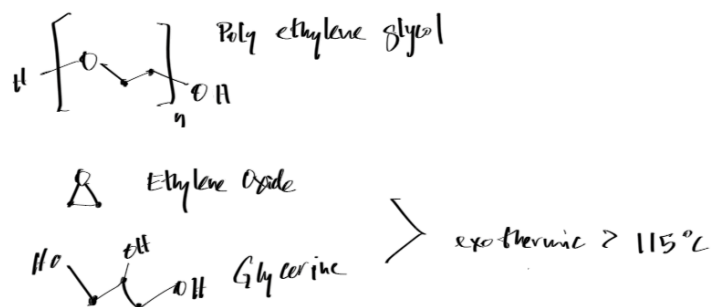 Poly ethylene glycol
H [ O ]n OH
Ethylene Oxide
O
exothermic > 115°C
HO OH OH Glycerine